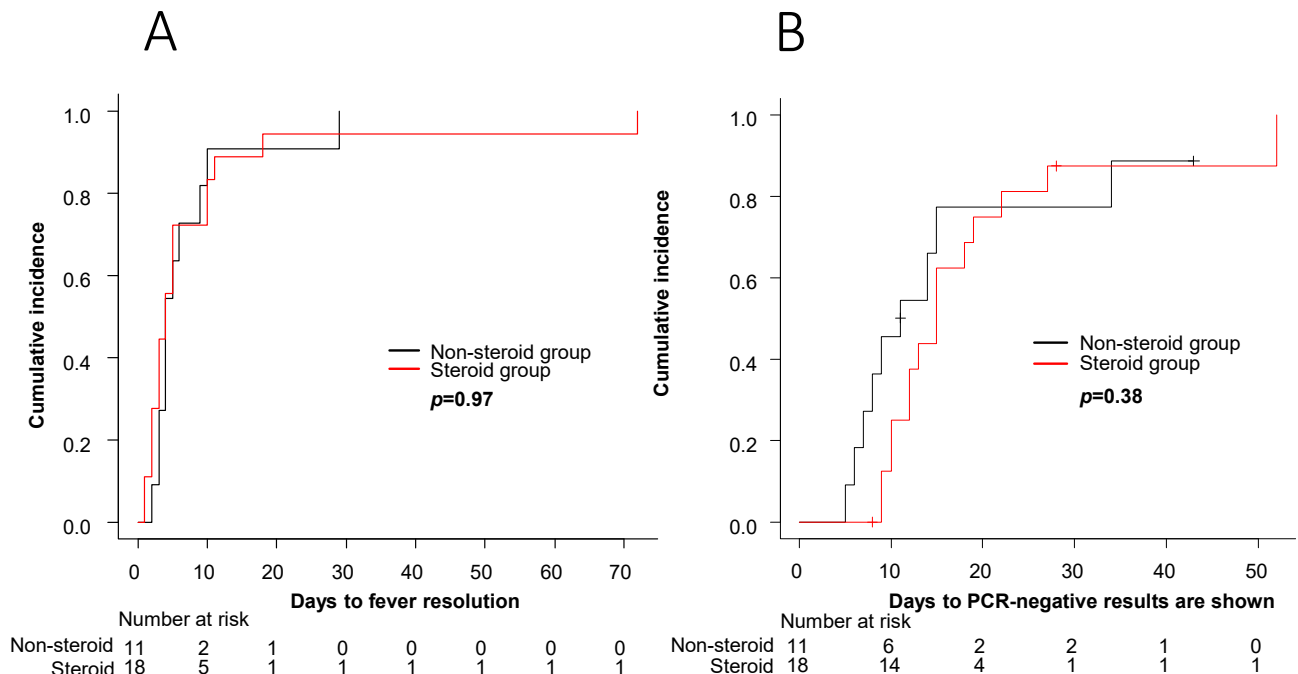 A
B
1.0
0.8
0.6
0.4
0.2
0.0
Cumulative incidence
Non-steroid group
Steroid group
p=0.97
0 10 20 30 40 50 60 70
Days to fever resolution
Number at risk
Non-steroid 11 2 1 0 0 0 0 0
Steroid 18 5 1 1 1 1 1 1
1.0
0.8
0.6
0.4
0.2
0.0
Cumulative incidence
Non-steroid group
Steroid group
p=0.38
0 10 20 30 40 50
Days to PCR-negative results are shown
Number at risk
Non-steroid 11 6 2 2 1 0
Steroid 18 14 4 1 1 1